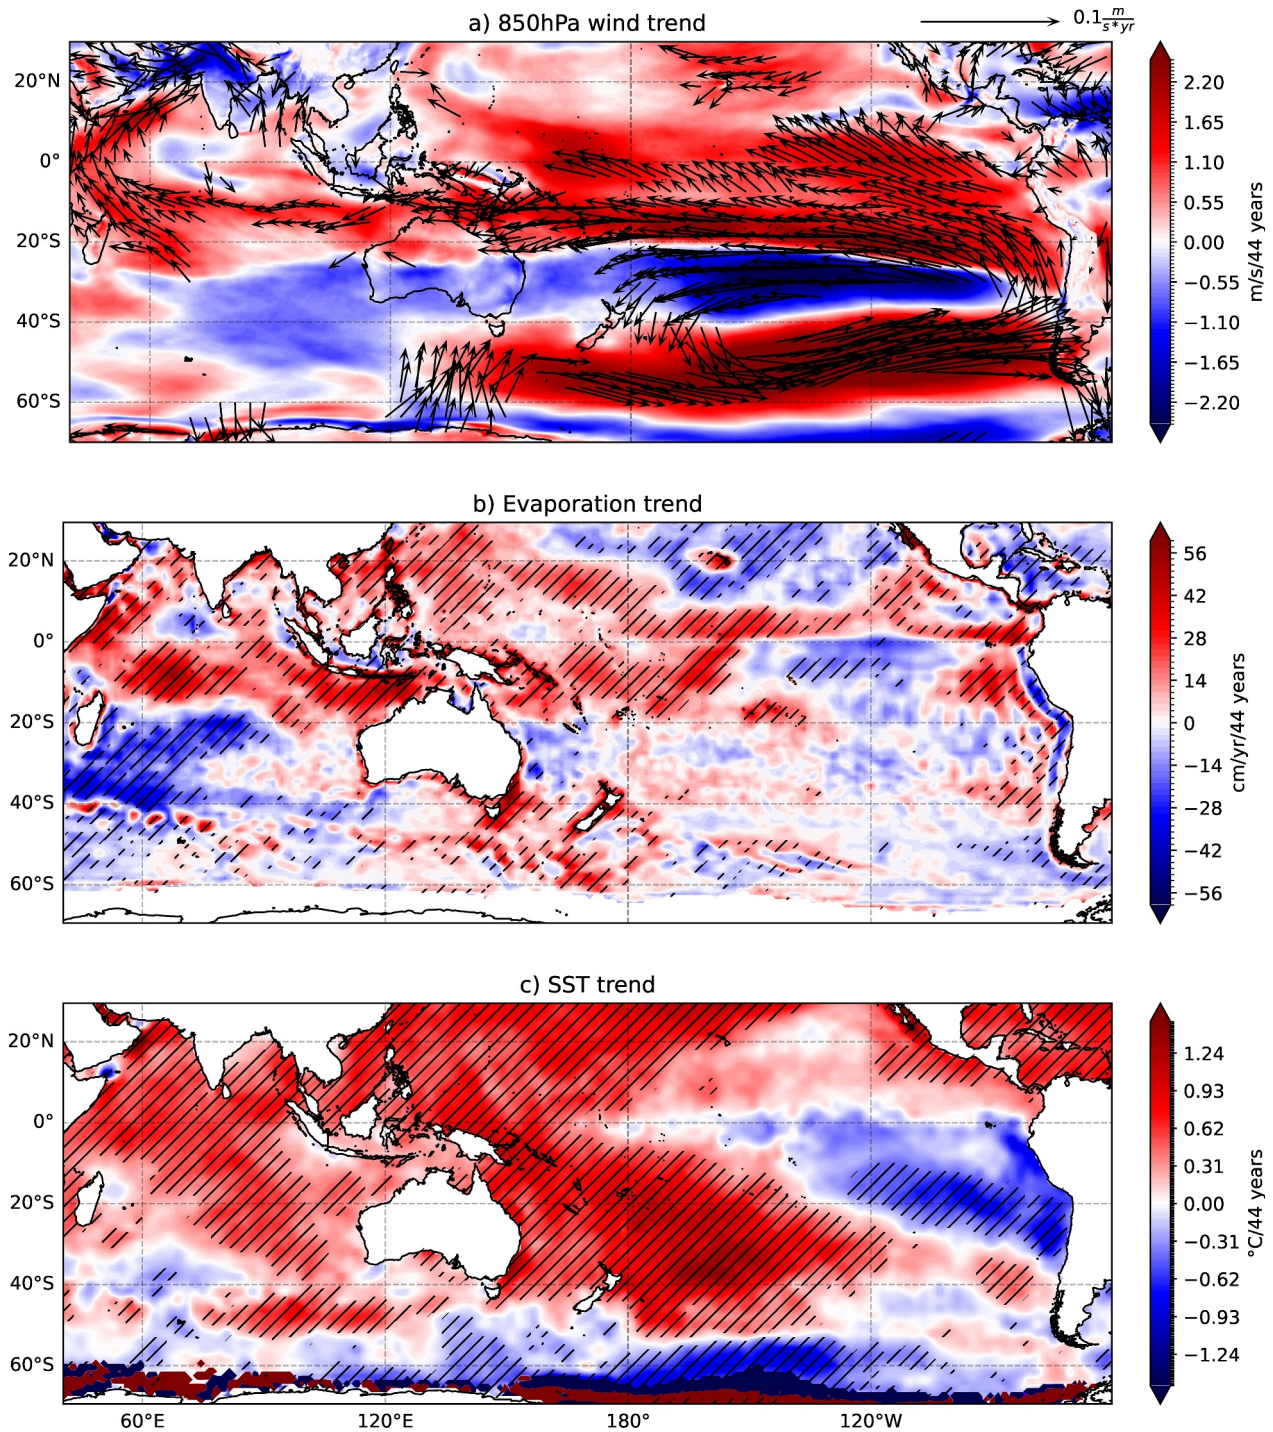 a) 850hPa wind trend
0.1 m/s*yr
20°N
0°
20°S
40°S
60°S
2.20
1.65
1.10
0.55
0.00
−0.55
−1.10
−1.65
−2.20
m/s/44 years
b) Evaporation trend
20°N
0°
20°S
40°S
60°S
56
42
28
14
0
−14
−28
−42
−56
cm/yr/44 years
c) SST trend
20°N
0°
20°S
40°S
60°S
60°E
120°E
180°
120°W
1.24
0.93
0.62
0.31
0.00
−0.31
−0.62
−0.93
−1.24
°C/44 years